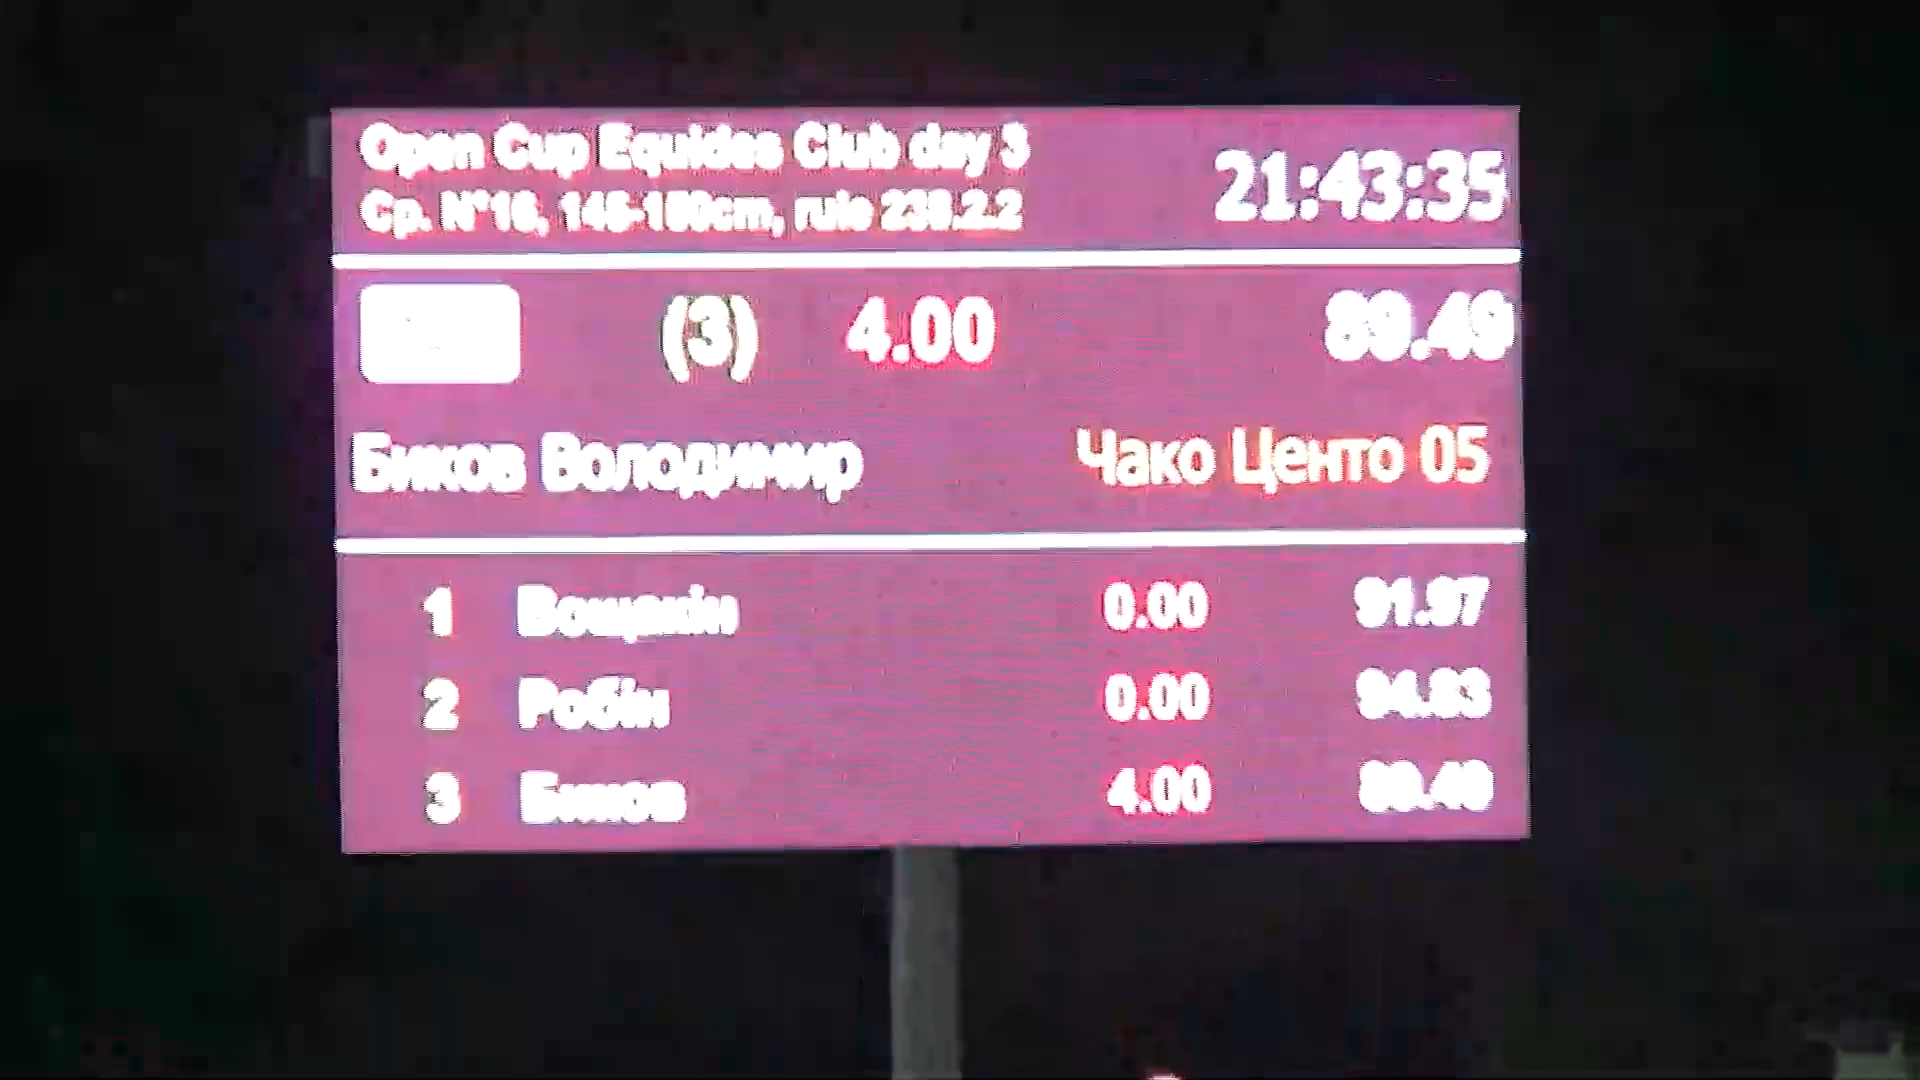 Open Cup Equides Club day 3
Ср. №16, 145-150cm, rule 238.2.2
21:43:35
(3) 4.00 89.49
Биков Володимир Чако Центо 05
1 Вощакін 0.00 91.97
2 Робін 0.00 94.83
3 Биков 4.00 89.49